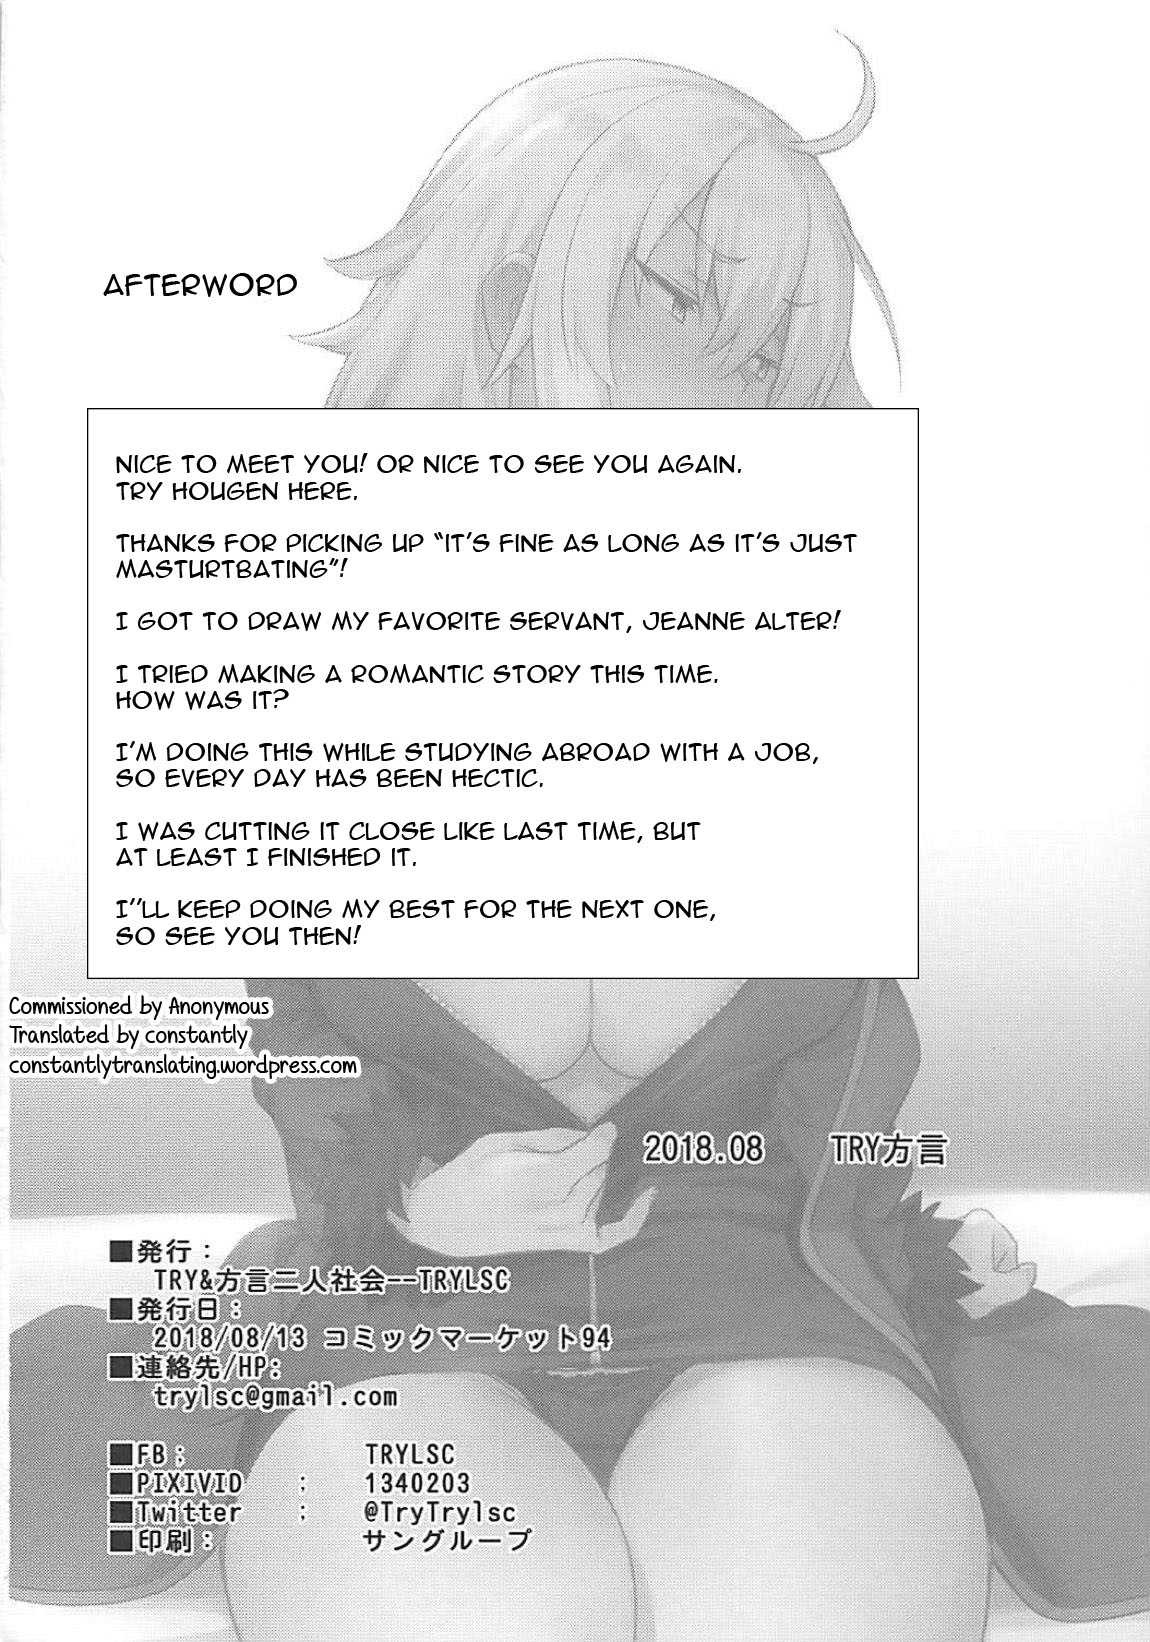 AFTERWORD
NICE TO MEET YOU! OR NICE TO SEE YOU AGAIN.
TRY HOUGEN HERE.
THANKS FOR PICKING UP "IT'S FINE AS LONG AS IT'S JUST
MASTURTBATING"!
I GOT TO DRAW MY FAVORITE SERVANT, JEANNE ALTER!
I TRIED MAKING A ROMANTIC STORY THIS TIME.
HOW WAS IT?
I'M DOING THIS WHILE STUDYING ABROAD WITH A JOB,
SO EVERY DAY HAS BEEN HECTIC.
I WAS CUTTING IT CLOSE LIKE LAST TIME, BUT
AT LEAST I FINISHED IT.
I''LL KEEP DOING MY BEST FOR THE NEXT ONE,
SO SEE YOU THEN!
Commissioned by Anonymous
Translated by constantly
constantlytranslating.wordpress.com
2018.08 TRY方言
■発行:
TRY&方言二人社会--TRYLSC
■発行日:
2018/08/13 コミックマーケット94
■連絡先/HP:
trylsc@gmail.com
■FB: TRYLSC
■PIXIVID : 1340203
■Twitter : @TryTrylsc
■印刷: サングループ